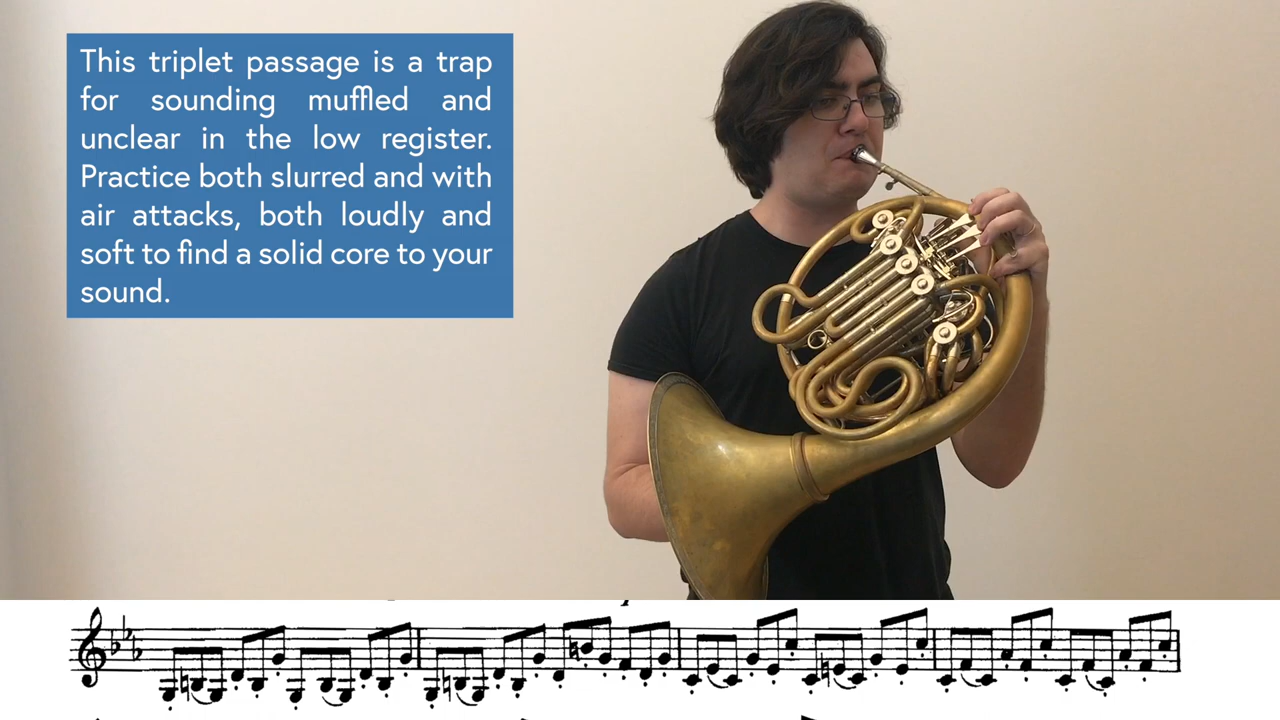 This triplet passage is a trap
for sounding muffled and
unclear in the low register.
Practice both slurred and with
air attacks, both loudly and
soft to find a solid core to your
sound.